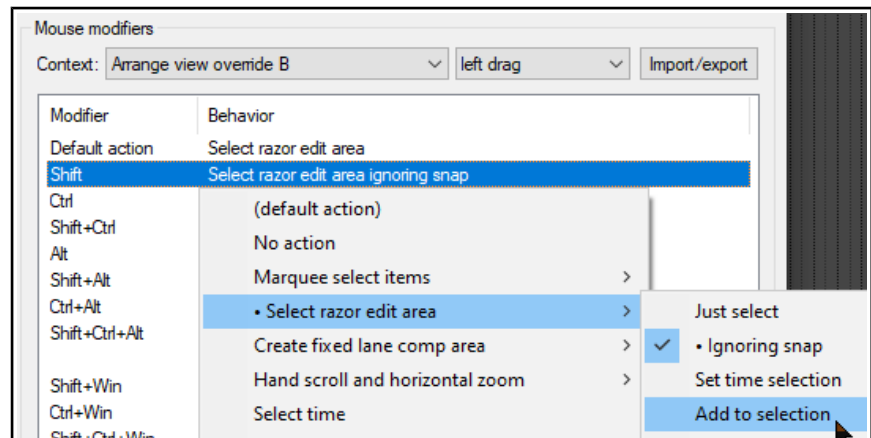 Mouse modifiers
Context: Arrange view override B left drag Import/export
Modifier Behavior
Default action Select razor edit area
Shift Select razor edit area ignoring snap
Ctrl
Shift+Ctrl
Alt
Shift+Alt
Ctrl+Alt
Shift+Ctrl+Alt
Shift+Win
Ctrl+Win
Shift+Ctrl+Win
(default action)
No action
Marquee select items >
• Select razor edit area >
Create fixed lane comp area >
Hand scroll and horizontal zoom >
Select time
Just select
✓ • Ignoring snap
Set time selection
Add to selection